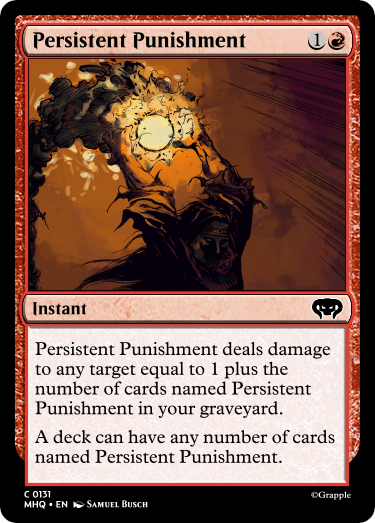 Persistent Punishment 1
Instant
Persistent Punishment deals damage
to any target equal to 1 plus the
number of cards named Persistent
Punishment in your graveyard.
A deck can have any number of cards
named Persistent Punishment.
C 0131
MHQ • EN Samuel Busch
©Grapple